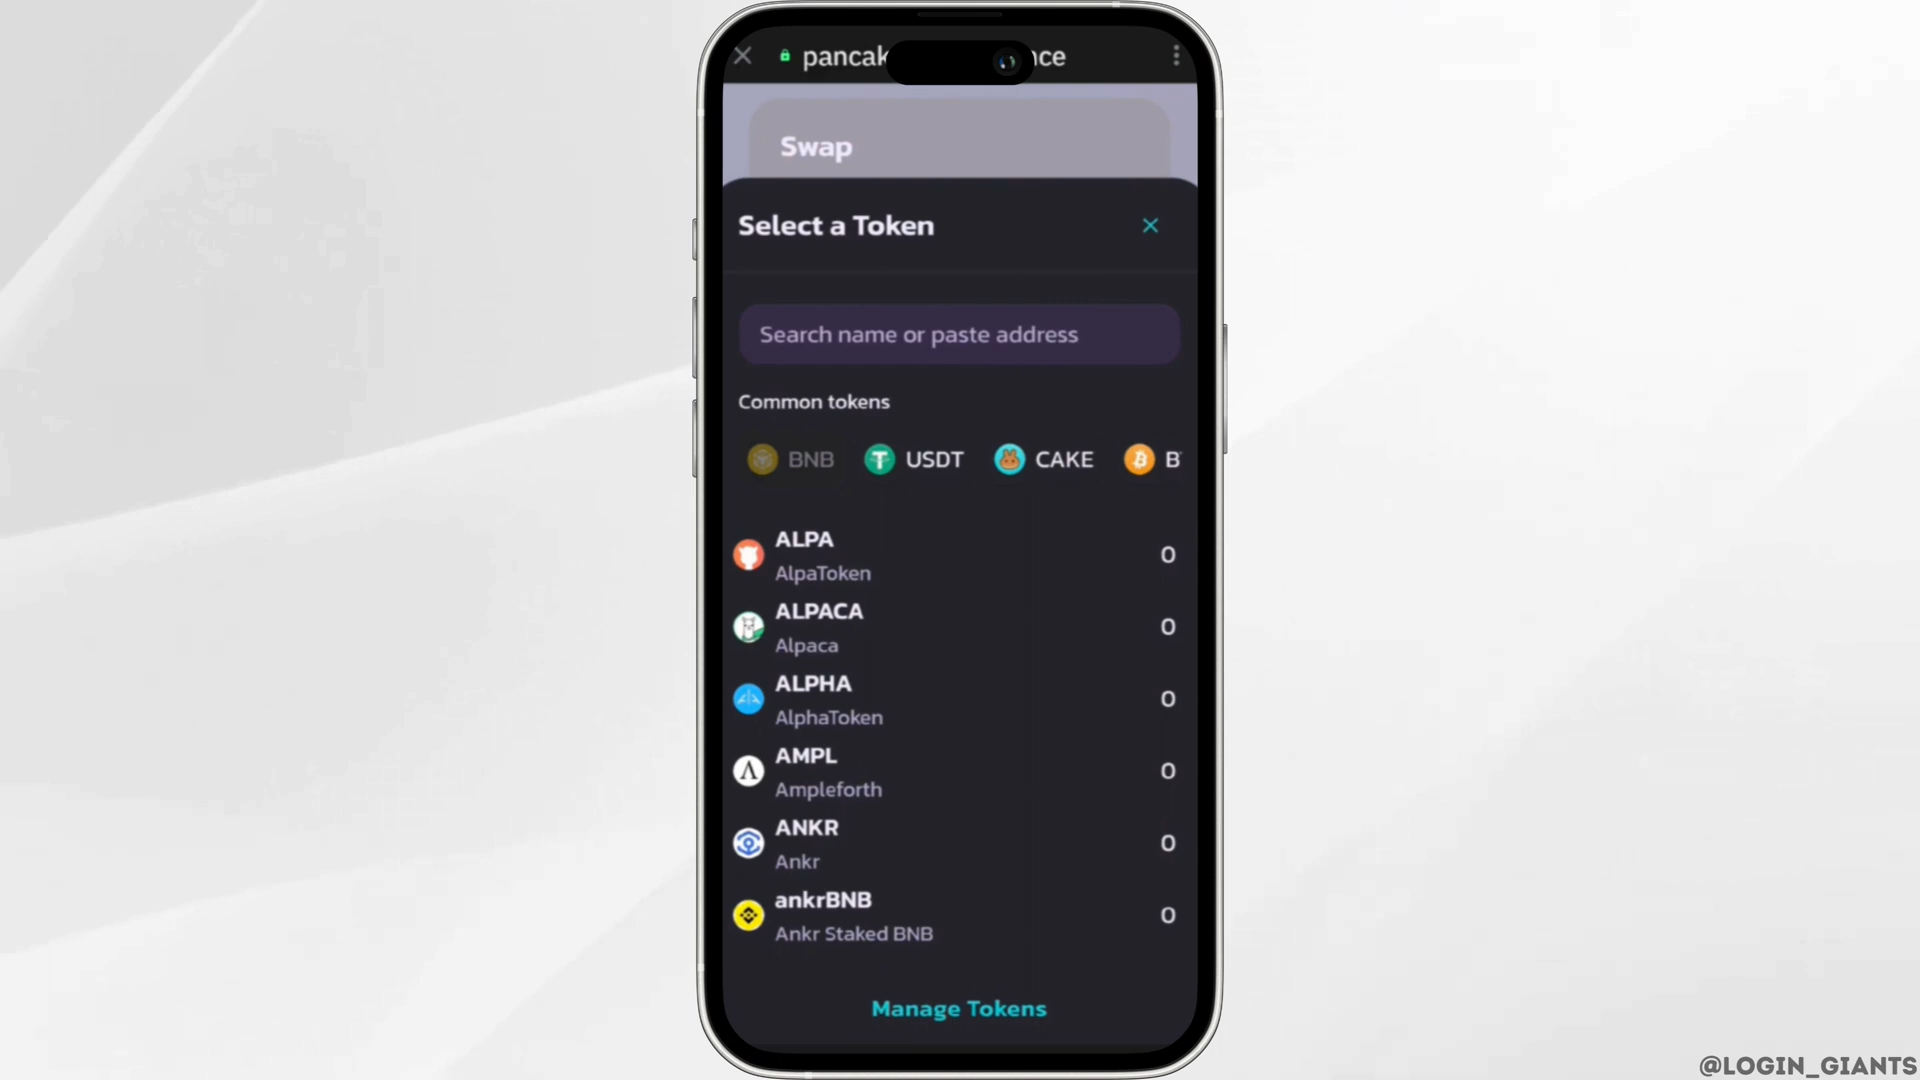 pancak nce
Swap
Select a Token
Search name or paste address
Common tokens
BNB USDT CAKE B
ALPA
0
AlpaToken
ALPACA
0
Alpaca
ALPHA
0
AlphaToken
AMPL
0
Ampleforth
ANKR
0
Ankr
ankrBNB
0
Ankr Staked BNB
Manage Tokens
@LOGIN_GIANTS